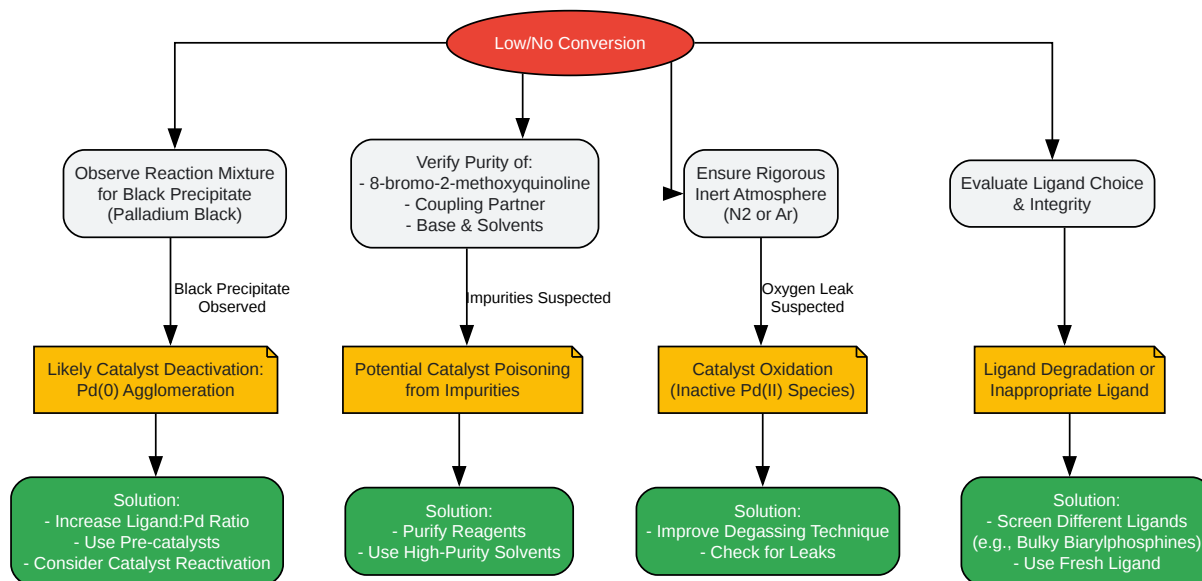 Low/No Conversion
Observe Reaction Mixture
for Black Precipitate
(Palladium Black)
Verify Purity of:
- 8-bromo-2-methoxyquinoline
- Coupling Partner
- Base & Solvents
Ensure Rigorous
Inert Atmosphere
(N2 or Ar)
Evaluate Ligand Choice
& Integrity
Black Precipitate
Observed
Impurities Suspected
Oxygen Leak
Suspected
Likely Catalyst Deactivation:
Pd(0) Agglomeration
Potential Catalyst Poisoning
from Impurities
Catalyst Oxidation
(Inactive Pd(II) Species)
Ligand Degradation or
Inappropriate Ligand
Solution:
- Increase Ligand:Pd Ratio
- Use Pre-catalysts
- Consider Catalyst Reactivation
Solution:
- Purify Reagents
- Use High-Purity Solvents
Solution:
- Improve Degassing Technique
- Check for Leaks
Solution:
- Screen Different Ligands
(e.g., Bulky Biarylphosphines)
- Use Fresh Ligand